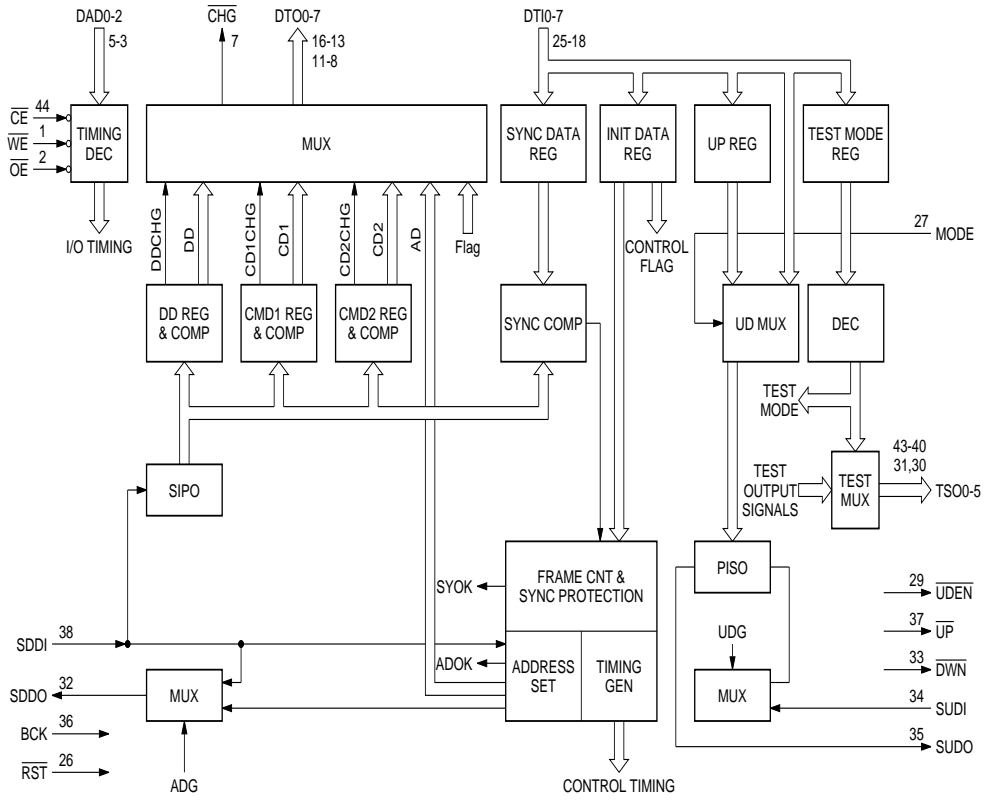 DAD0-2
5-3
CHG
7
DTO0-7
16-13
11-8
DTI0-7
25-18
CE
44
WE
1
OE
2
TIMING
DEC
MUX
SYNC DATA
REG
INIT DATA
REG
UP REG
TEST MODE
REG
I/O TIMING
DDCHG
DD
CD1CHG
CD1
CD2CHG
CD2
AD
Flag
CONTROL
FLAG
27
MODE
DD REG
& COMP
CMD1 REG
& COMP
CMD2 REG
& COMP
SYNC COMP
UD MUX
DEC
TEST
MODE
SIPO
TEST
OUTPUT
SIGNALS
TEST
MUX
43-40
31,30
TSO0-5
FRAME CNT &
SYNC PROTECTION
PISO
SYOK
29
UDEN
SDDI
38
ADOK
ADDRESS
SET
TIMING
GEN
UDG
37
UP
33
DWN
SDDO
32
MUX
MUX
34
SUDI
BCK
36
35
SUDO
RST
26
ADG
CONTROL TIMING